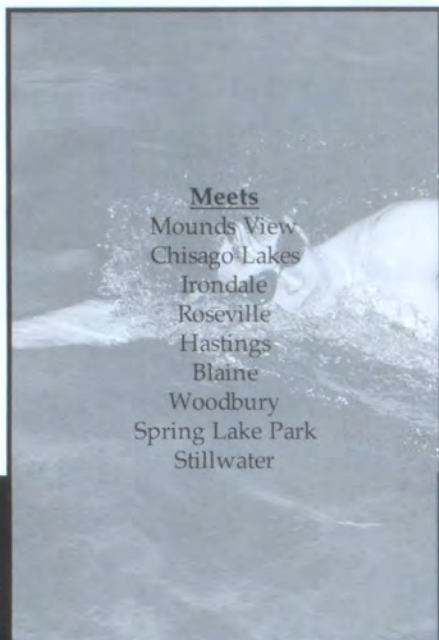 Meets
Mounds View
Chisago Lakes
Irondale
Roseville
Hastings
Blaine
Woodbury
Spring Lake Park
Stillwater